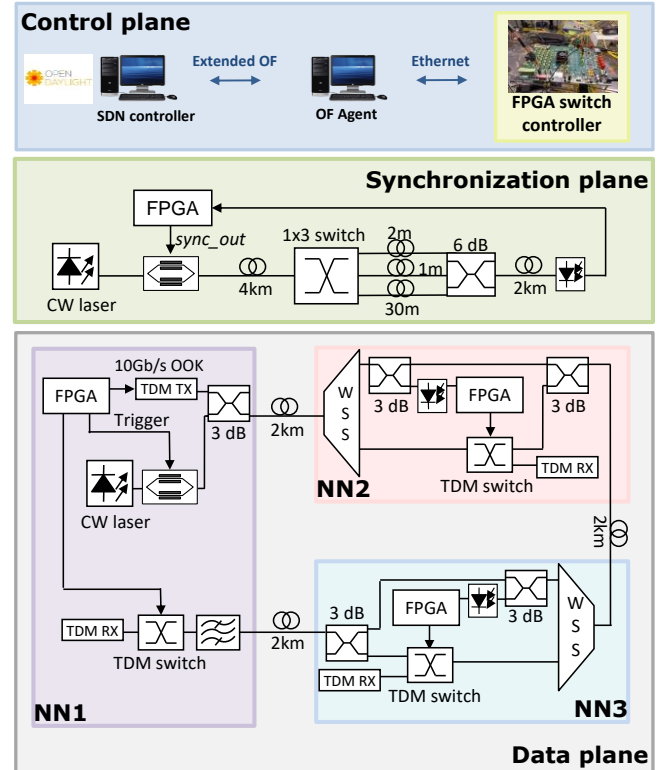 Control plane
OPEN
DAYLIGHT
Extended OF
Ethernet
SDN controller
OF Agent
FPGA switch
controller
Synchronization plane
FPGA
sync_out
1x3 switch
2m
6 dB
1m
CW laser
4km
30m
2km
10Gb/s OOK
FPGA
TDM TX
Trigger
3 dB
2km
CW laser
TDM RX
TDM switch
NN1
W
S
S
3 dB
FPGA
3 dB
TDM RX
TDM switch
NN2
2km
2km
3 dB
FPGA
3 dB
W
S
S
TDM RX
TDM switch
NN3
Data plane